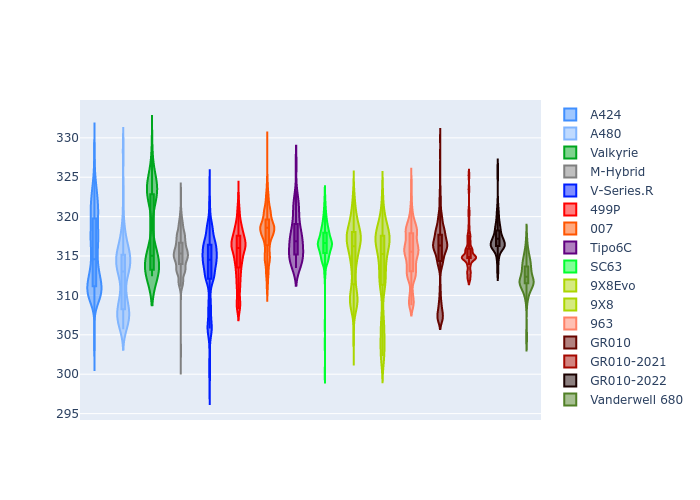 330
325
320
315
310
305
300
295
A424
A480
Valkyrie
M-Hybrid
V-Series.R
499P
007
Tipo6C
SC63
9X8Evo
9X8
963
GR010
GR010-2021
GR010-2022
Vanderwell 680